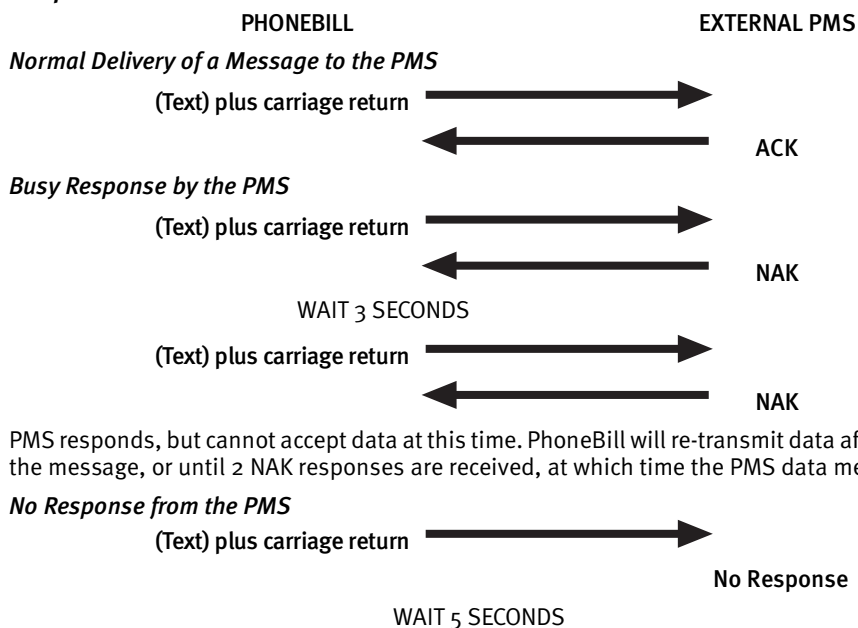 PHONEBILL EXTERNAL PMS
Normal Delivery of a Message to the PMS
(Text) plus carriage return
ACK
Busy Response by the PMS
(Text) plus carriage return
NAK
WAIT 3 SECONDS
(Text) plus carriage return
NAK
PMS responds, but cannot accept data at this time. PhoneBill will re-transmit data af
the message, or until 2 NAK responses are received, at which time the PMS data me
No Response from the PMS
(Text) plus carriage return
No Response
WAIT 5 SECONDS